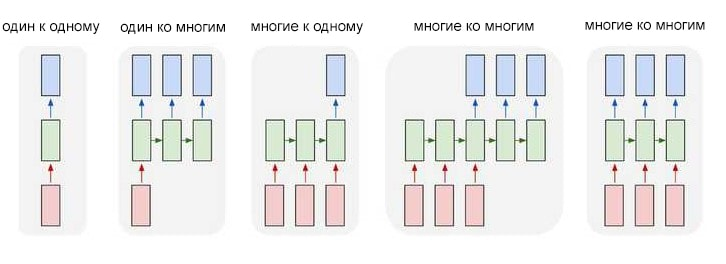 один к одному
один ко многим
многие к одному
многие ко многим
многие ко многим